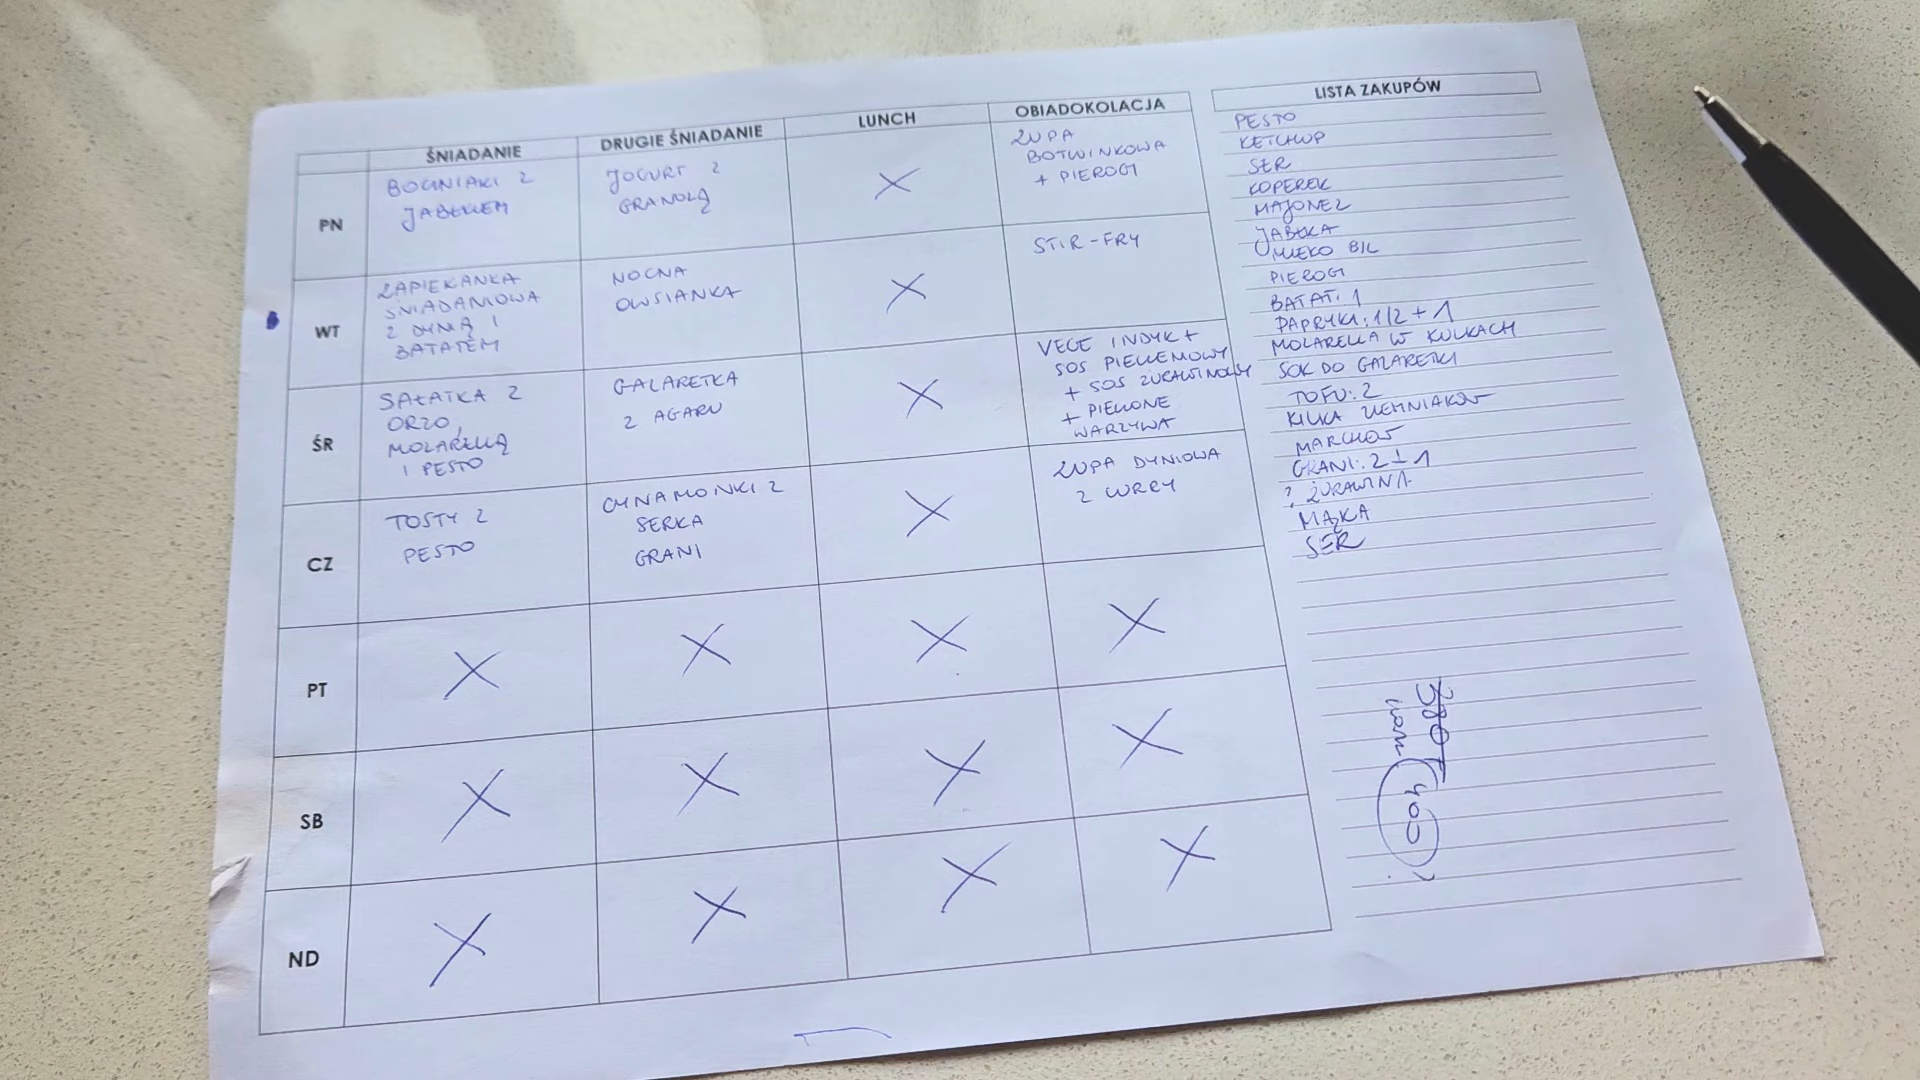 ŚNIADANIE DRUGIE ŚNIADANIE LUNCH OBIADOKOLACJA
PN
BOCZNIAKI Z
JABŁKIEM
JOGURT Z
GRANOLĄ
ZUPA
BOTWINKOWA
+ PIEROGI
WT
ZAPIEKANKA
ŚNIADANIOWA
Z DYNIĄ I
BATATEM
NOCNA
OWSIANKA
STIR-FRY
ŚR
SAŁATKA Z
ORZO,
MOZARELLĄ
I PESTO
GALARETKA
Z AGARU
VEGE INDYK +
SOS PIECZENIOWY
+ SOS ŻURAWINOWY
+ PIECZONE
WARZYWA
CZ
TOSTY Z
PESTO
CYNAMONKI Z
SERKA
GRANI
ZUPA DYNIOWA
Z CURRY
PT
SB
ND
LISTA ZAKUPÓW
PESTO
KETCHUP
SER
KOPEREK
MAJONEZ
JABŁKA
MLEKO
PIEROGI
BATAT: 1
PAPRYKI: 1/2 + 1
MOZARELLA W KULKACH
SOK DO GALARETKI
TOFU: 2
KILKA ZIEMNIAKÓW
MARCHEW
GRANI: 2 + 1
? ŻURAWINA
MĄKA
SER
400